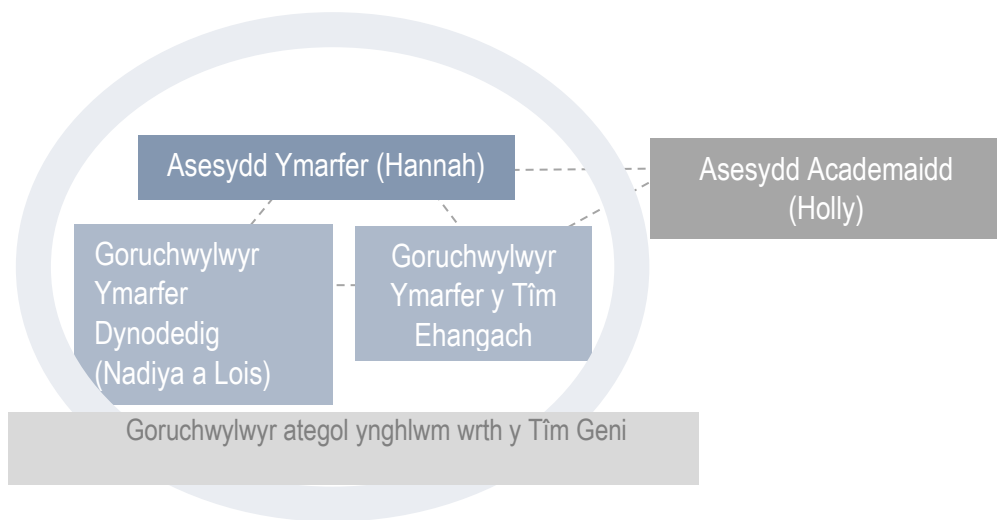 Asesydd Ymarfer (Hannah)
Asesydd Academaidd
(Holly)
Goruchwylwyr
Ymarfer
Dynodedig
(Nadiya a Lois)
Goruchwylwyr
Ymarfer y Tîm
Ehangach
Goruchwylwyr ategol ynghlwm wrth y Tîm Geni